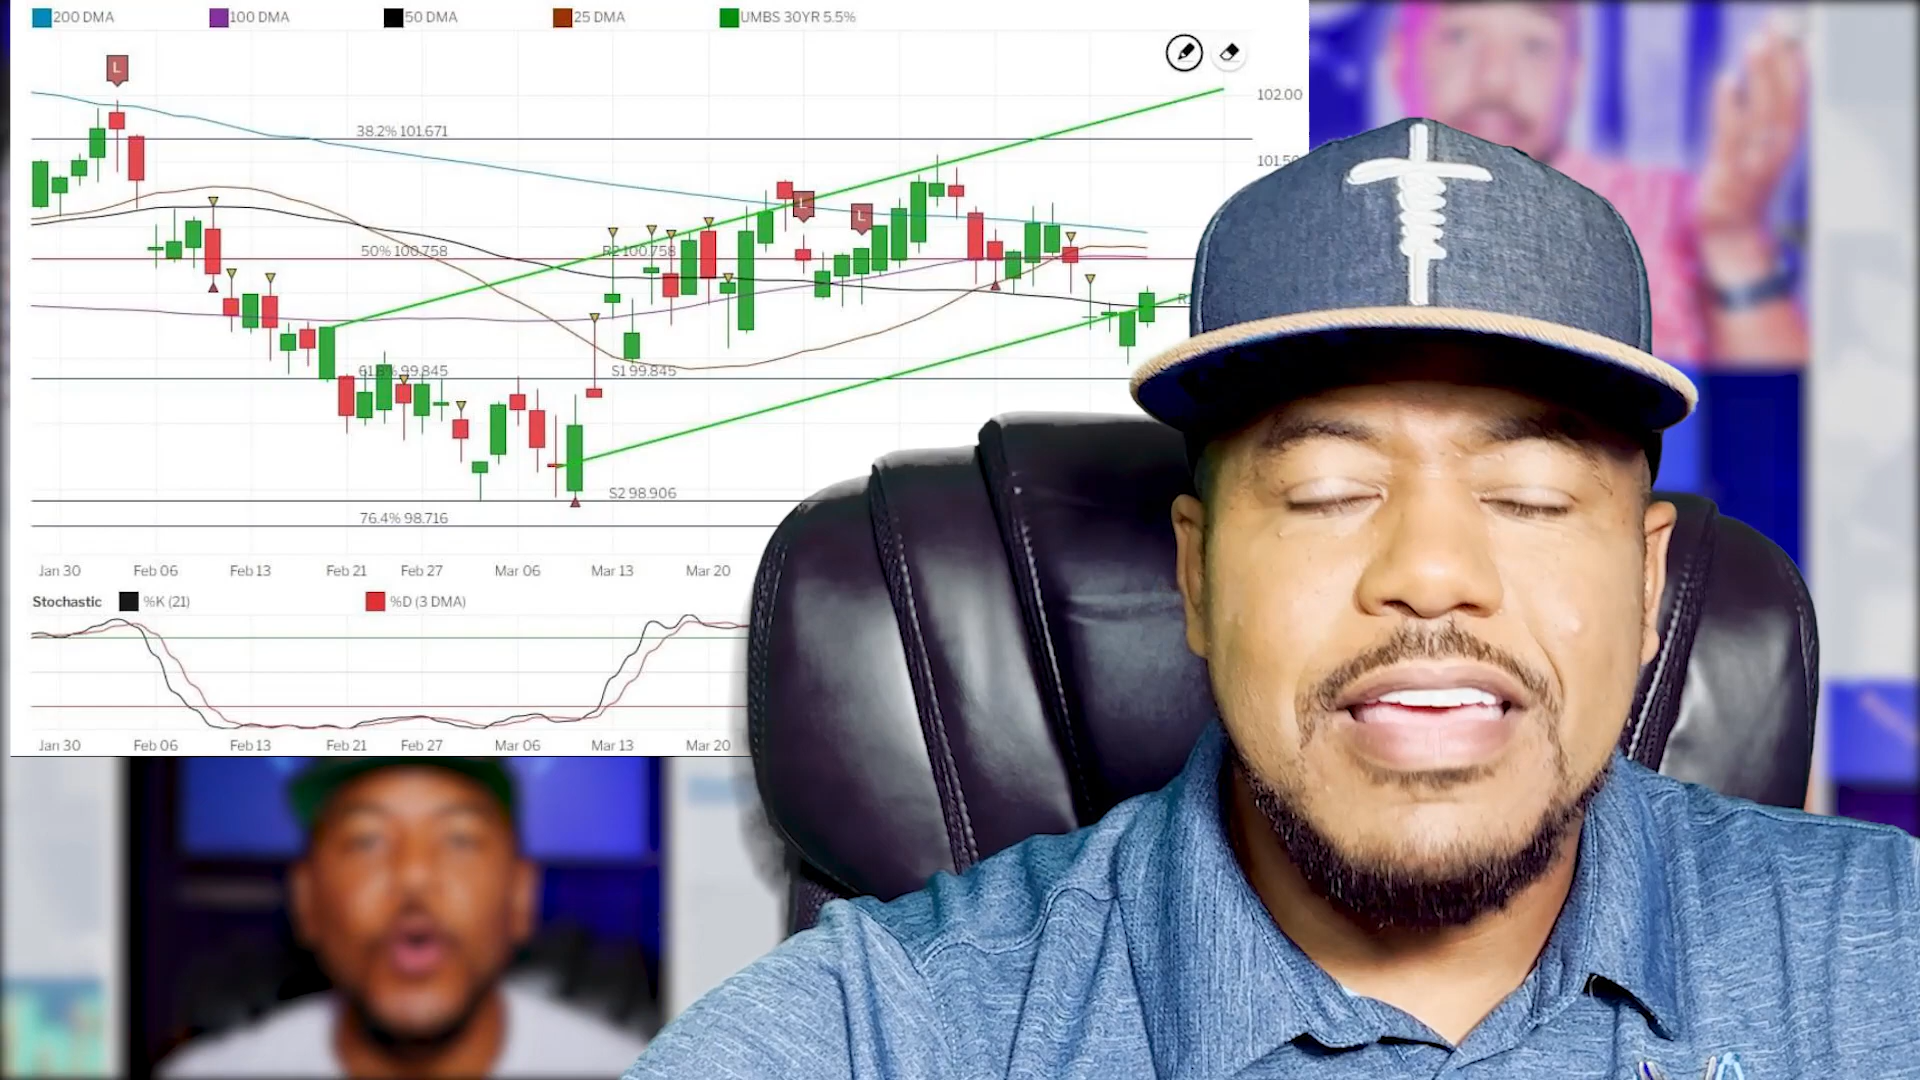 200 DMA 100 DMA 50 DMA 25 DMA UMBS 30YR 5.5%
L
102.00
38.2% 101.671
101.50
L
L
50% 100.758 R2 100.758
61.8% 99.845 S1 99.845
S2 98.906
76.4% 98.716
Jan 30 Feb 06 Feb 13 Feb 21 Feb 27 Mar 06 Mar 13 Mar 20
Stochastic %K (21) %D (3 DMA)
Jan 30 Feb 06 Feb 13 Feb 21 Feb 27 Mar 06 Mar 13 Mar 20